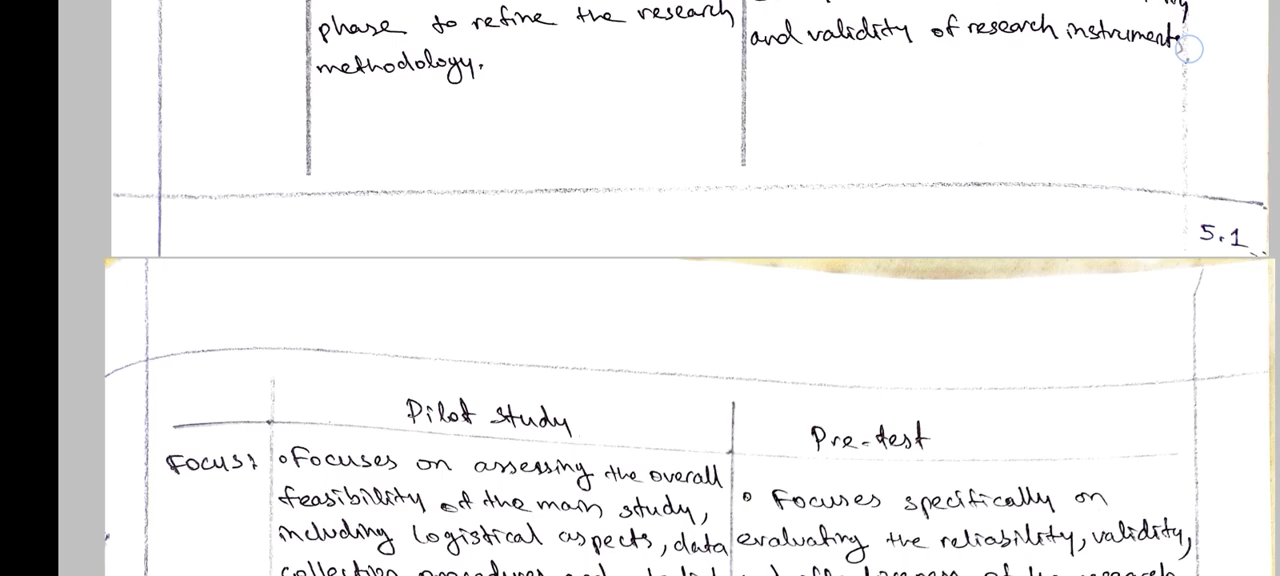 phase to refine the research
methodology.
and validity of research instruments.
5.1
Pilot study
Pre-test
Focus:
•Focuses on assessing the overall
feasibility of the main study,
including logistical aspects, data
• Focuses specifically on
evaluating the reliability, validity,